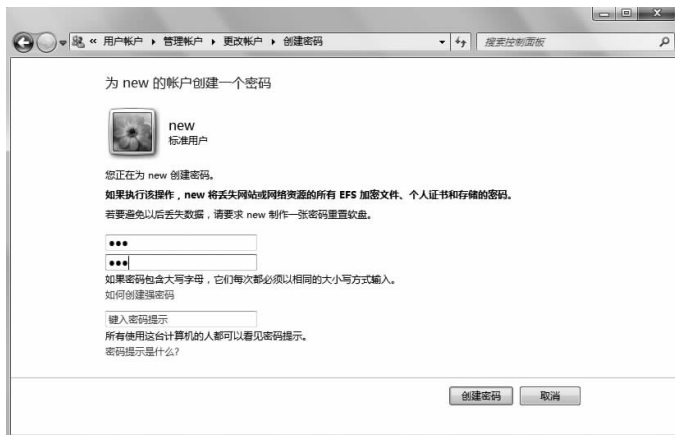 « 用户帐户 ▸ 管理帐户 ▸ 更改帐户 ▸ 创建密码
搜索控制面板
为 new 的帐户创建一个密码
new
标准用户
您正在为 new 创建密码。
如果执行该操作，new 将丢失网站或网络资源的所有 EFS 加密文件、个人证书和存储的密码。
若要避免以后丢失数据，请要求 new 制作一张密码重置软盘。
●●●
●●●
如果密码包含大写字母，它们每次都必须以相同的大小写方式输入。
如何创建强密码
键入密码提示
所有使用这台计算机的人都可以看见密码提示。
密码提示是什么?
创建密码
取消